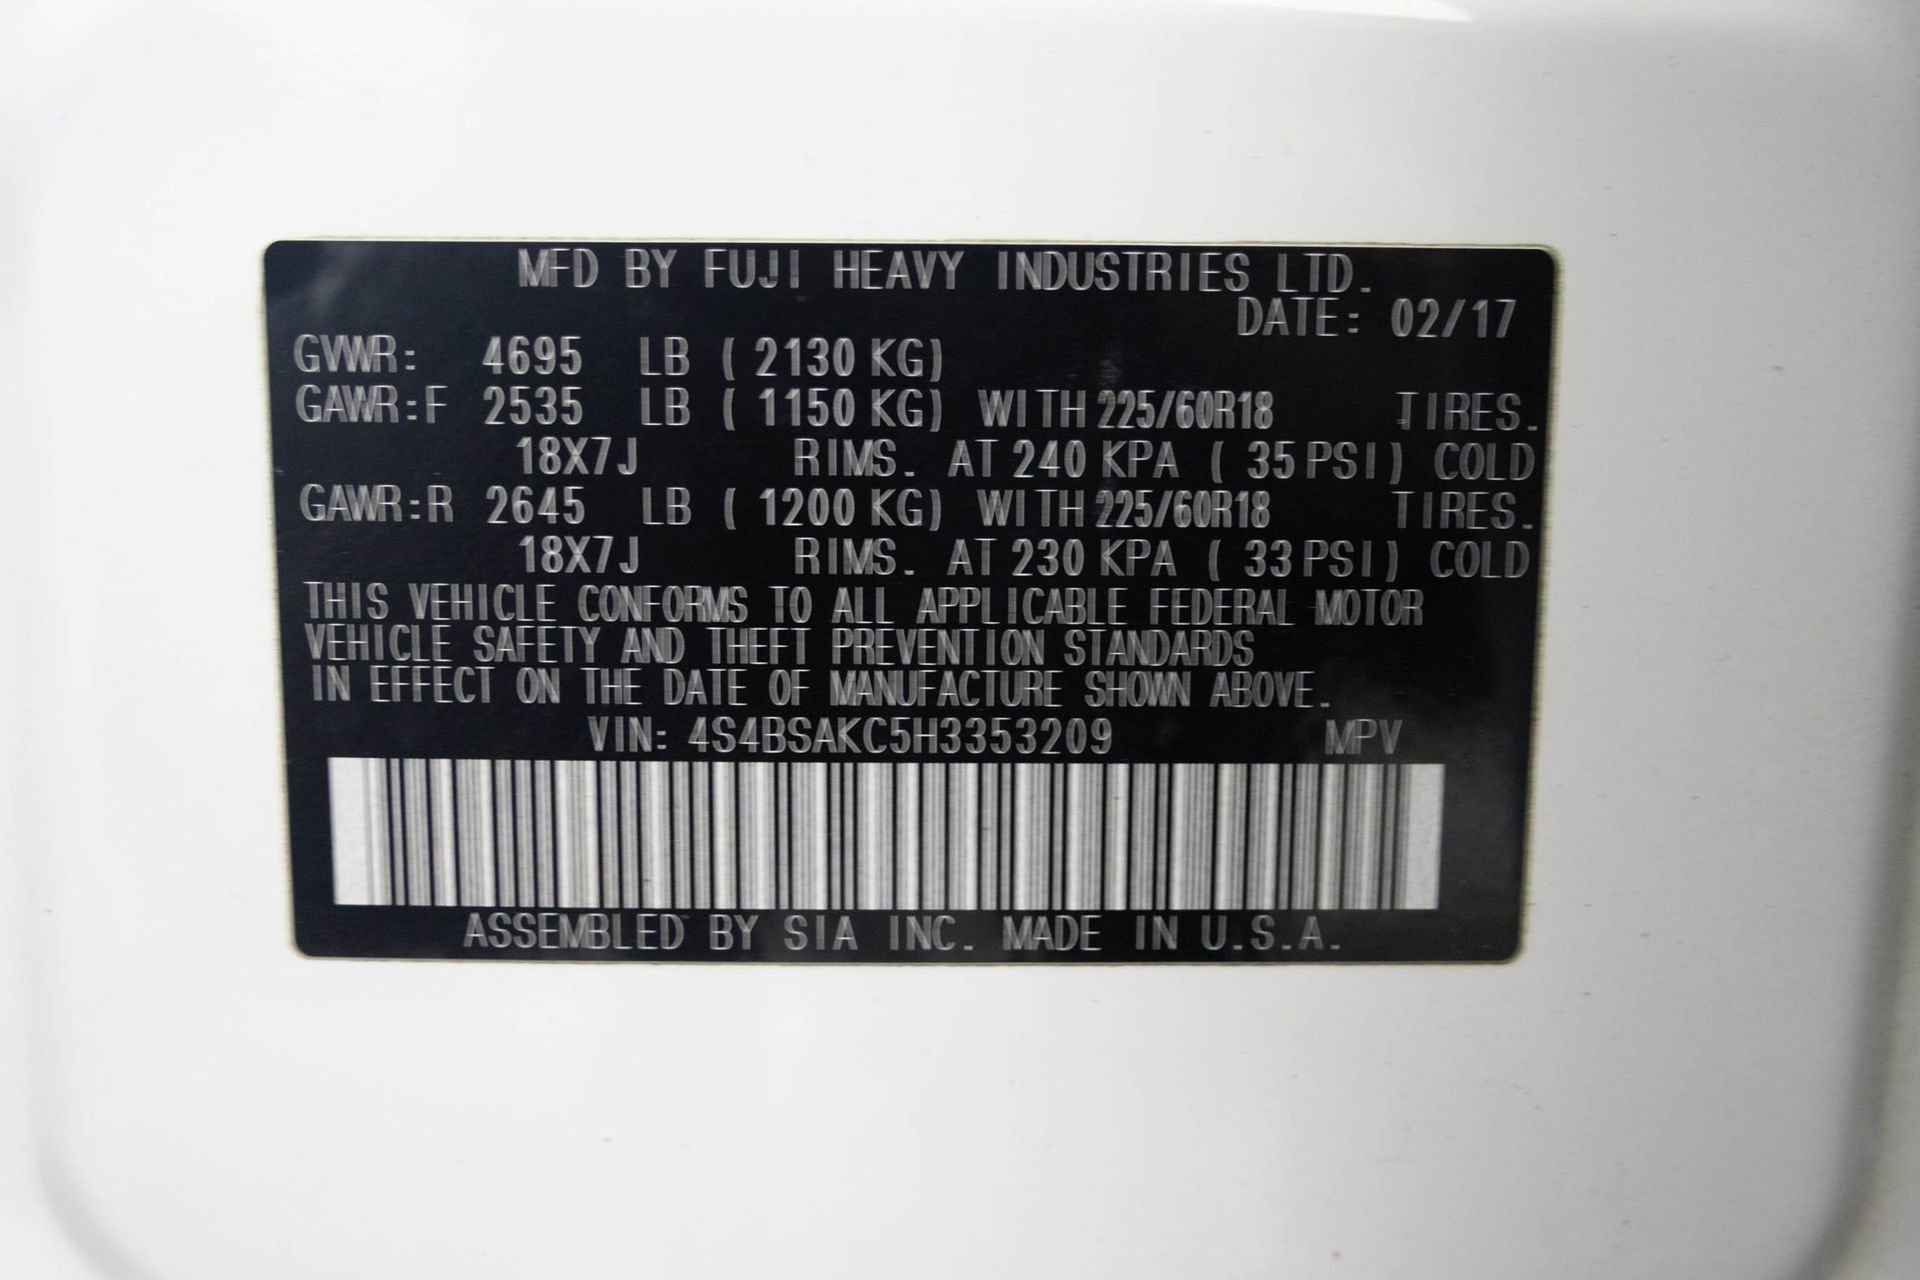 MFD BY FUJI HEAVY INDUSTRIES LTD.
DATE: 02/17
GVWR: 4695 LB ( 2130 KG)
GAWR:F 2535 LB ( 1150 KG) WITH 225/60R18 TIRES.
18X7J RIMS. AT 240 KPA ( 35 PSI) COLD
GAWR:R 2645 LB ( 1200 KG) WITH 225/60R18 TIRES.
18X7J RIMS. AT 230 KPA ( 33 PSI) COLD
THIS VEHICLE CONFORMS TO ALL APPLICABLE FEDERAL MOTOR
VEHICLE SAFETY AND THEFT PREVENTION STANDARDS
IN EFFECT ON THE DATE OF MANUFACTURE SHOWN ABOVE.
VIN: 4S4BSAKC5H3353209 MPV
ASSEMBLED BY SIA INC. MADE IN U.S.A.